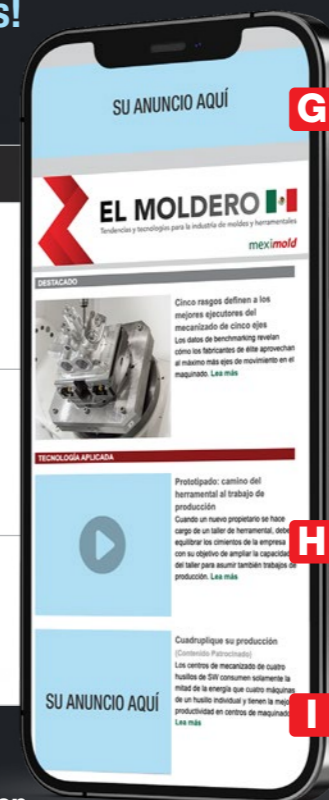 s!
SU ANUNCIO AQUÍ
G
EL MOLDERO
Tendencias y tecnologías para la industria de moldes y herramentales
meximold
DESTACADO
Cinco rasgos definen a los
mejores ejecutores del
mecanizado de cinco ejes
Los datos de benchmarking revelan
cómo los fabricantes de élite aprovechan
al máximo más ejes de movimiento en el
maquinado. Lea más
TECNOLOGÍA APLICADA
Prototipado: camino del
herramental al trabajo de
producción
Cuando un nuevo propietario se hace
cargo de un taller de herramental, debe
equilibrar los cimientos de la empresa
con su objetivo de ampliar la capacidad
del taller para asumir también trabajos de
producción. Lea más
H
Cuadruplique su producción
(Contenido Patrocinado)
Los centros de mecanizado de cuatro
husillos de SW consumen solamente la
mitad de la energía que cuatro máquinas
de un husillo individual y tienen la mejor
productividad en centros de maquinado
Lea más
SU ANUNCIO AQUÍ
I